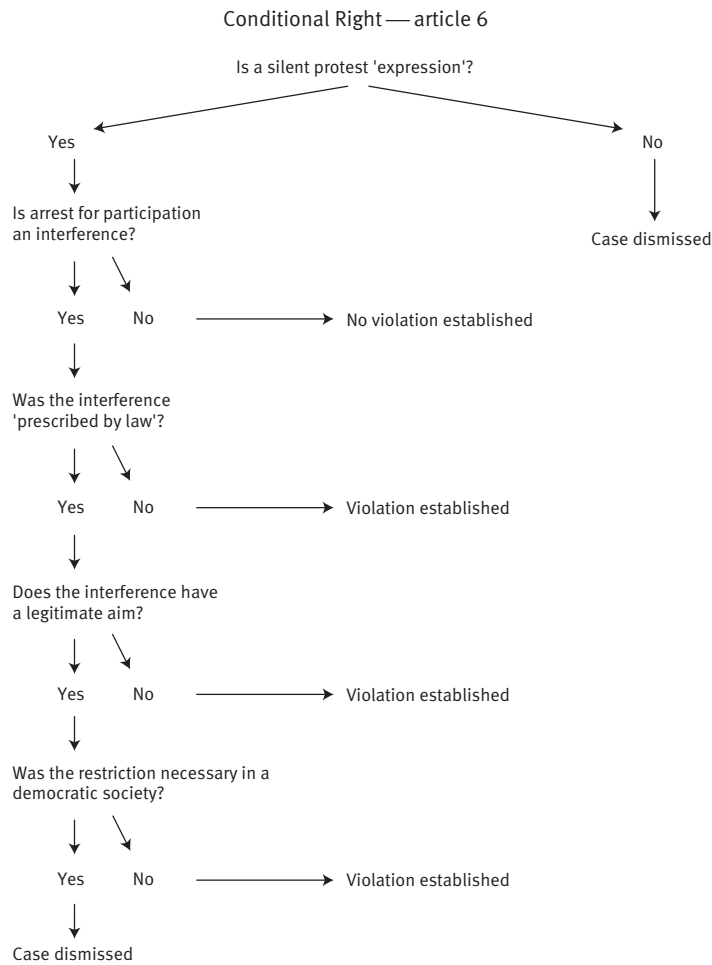 Conditional Right — article 6
Is a silent protest 'expression'?
Yes
No
Is arrest for participation
an interference?
Case dismissed
Yes
No
No violation established
Was the interference
'prescribed by law'?
Yes
No
Violation established
Does the interference have
a legitimate aim?
Yes
No
Violation established
Was the restriction necessary in a
democratic society?
Yes
No
Violation established
Case dismissed